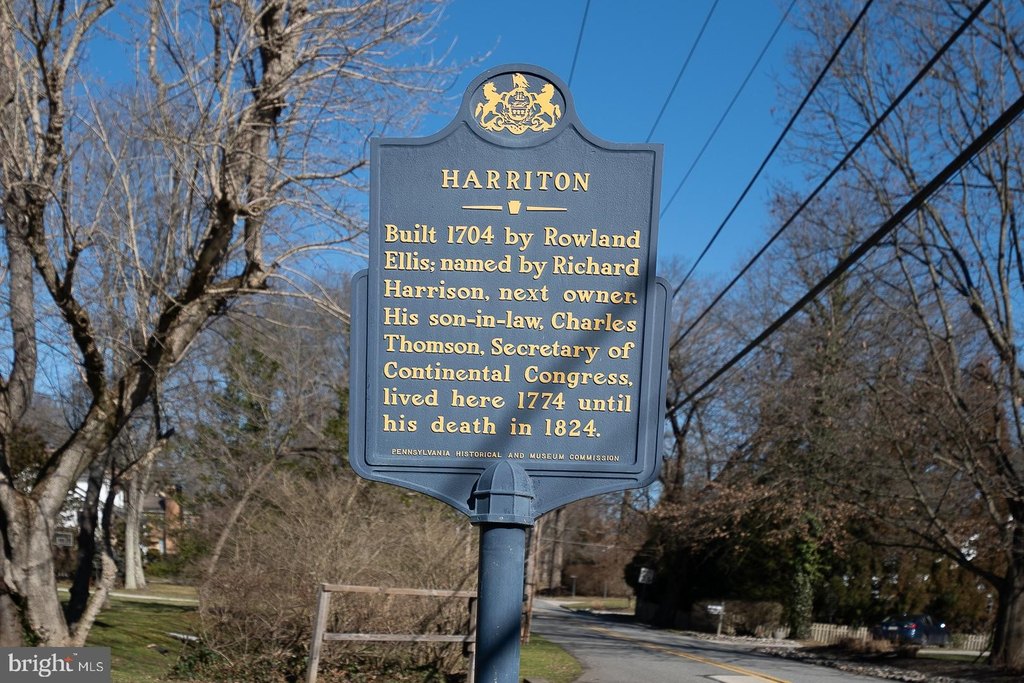 HARRITON
Built 1704 by Rowland
Ellis; named by Richard
Harrison, next owner.
His son-in-law, Charles
Thomson, Secretary of
Continental Congress,
lived here 1774 until
his death in 1824.
PENNSYLVANIA HISTORICAL AND MUSEUM COMMISSION
bright MLS